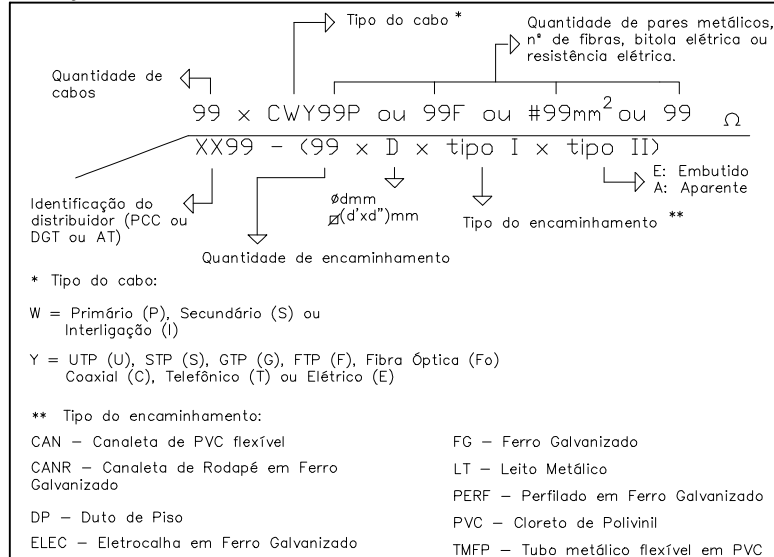 Tipo do cabo *
Quantidade de pares metálicos,
nº de fibras, bitola elétrica ou
resistência elétrica.
Quantidade de
cabos
99 x CWY99P ou 99F ou #99mm² ou 99 Ω
XX99 - (99 x D x tipo I x tipo II)
E: Embutido
A: Aparente
Identificação do
distribuidor (PCC ou
DGT ou AT)
Ødmm
(d'xd")mm
Tipo do encaminhamento **
Quantidade de encaminhamento
* Tipo do cabo:
W = Primário (P), Secundário (S) ou
Interligação (I)
Y = UTP (U), STP (S), GTP (G), FTP (F), Fibra Óptica (Fo)
Coaxial (C), Telefônico (T) ou Elétrico (E)
** Tipo do encaminhamento:
CAN – Canaleta de PVC flexível
CANR – Canaleta de Rodapé em Ferro
Galvanizado
DP – Duto de Piso
ELEC – Eletrocalha em Ferro Galvanizado
FG – Ferro Galvanizado
LT – Leito Metálico
PERF – Perfilado em Ferro Galvanizado
PVC – Cloreto de Polivinil
TMFP – Tubo metálico flexível em PVC